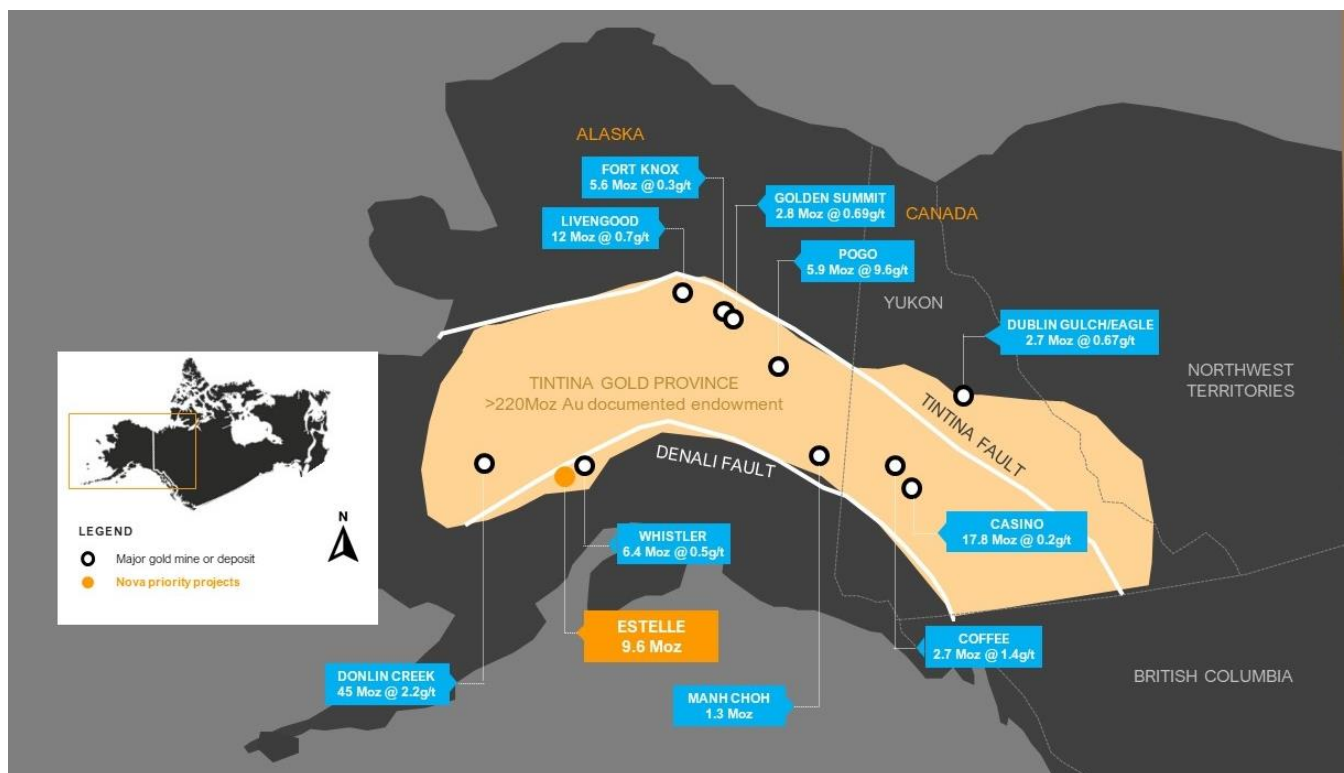 ALASKA
FORT KNOX
5.6 Moz @ 0.3g/t
GOLDEN SUMMIT
2.8 Moz @ 0.69g/t
CANADA
LIVENGOOD
12 Moz @ 0.7g/t
POGO
5.9 Moz @ 9.6g/t
YUKON
DUBLIN GULCH/EAGLE
2.7 Moz @ 0.67g/t
NORTHWEST
TERRITORIES
TINTINA GOLD PROVINCE
>220Moz Au documented endowment
TINTINA FAULT
DENALI FAULT
LEGEND
N
Major gold mine or deposit
Nova priority projects
WHISTLER
6.4 Moz @ 0.5g/t
CASINO
17.8 Moz @ 0.2g/t
ESTELLE
9.6 Moz
COFFEE
2.7 Moz @ 1.4g/t
DONLIN CREEK
45 Moz @ 2.2g/t
MANH CHOH
1.3 Moz
BRITISH COLUMBIA